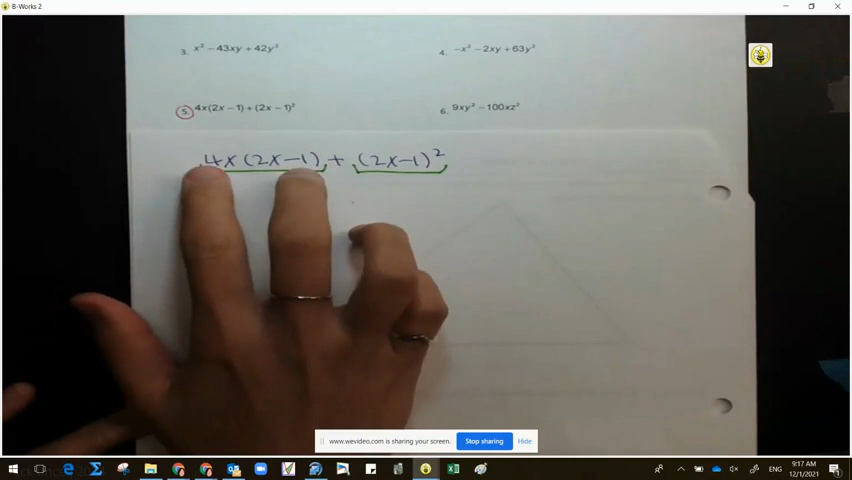 B-Works 2
3. x² − 43xy + 42y²
4. −x² − 2xy + 63y²
5. 4x(2x − 1) + (2x − 1)²
6. 9xy² − 100xz²
4x(2x−1) + (2x−1)²
www.wevideo.com is sharing your screen. Stop sharing Hide
ENG 9:17 AM 12/1/2021